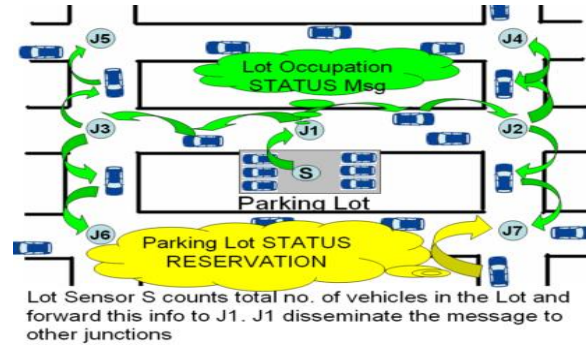 J5
J4
Lot Occupation
STATUS Msg
J3
J1
J2
S
Parking Lot
J6
J7
Parking Lot STATUS
RESERVATION
Lot Sensor S counts total no. of vehicles in the Lot and
forward this info to J1. J1 disseminate the message to
other junctions